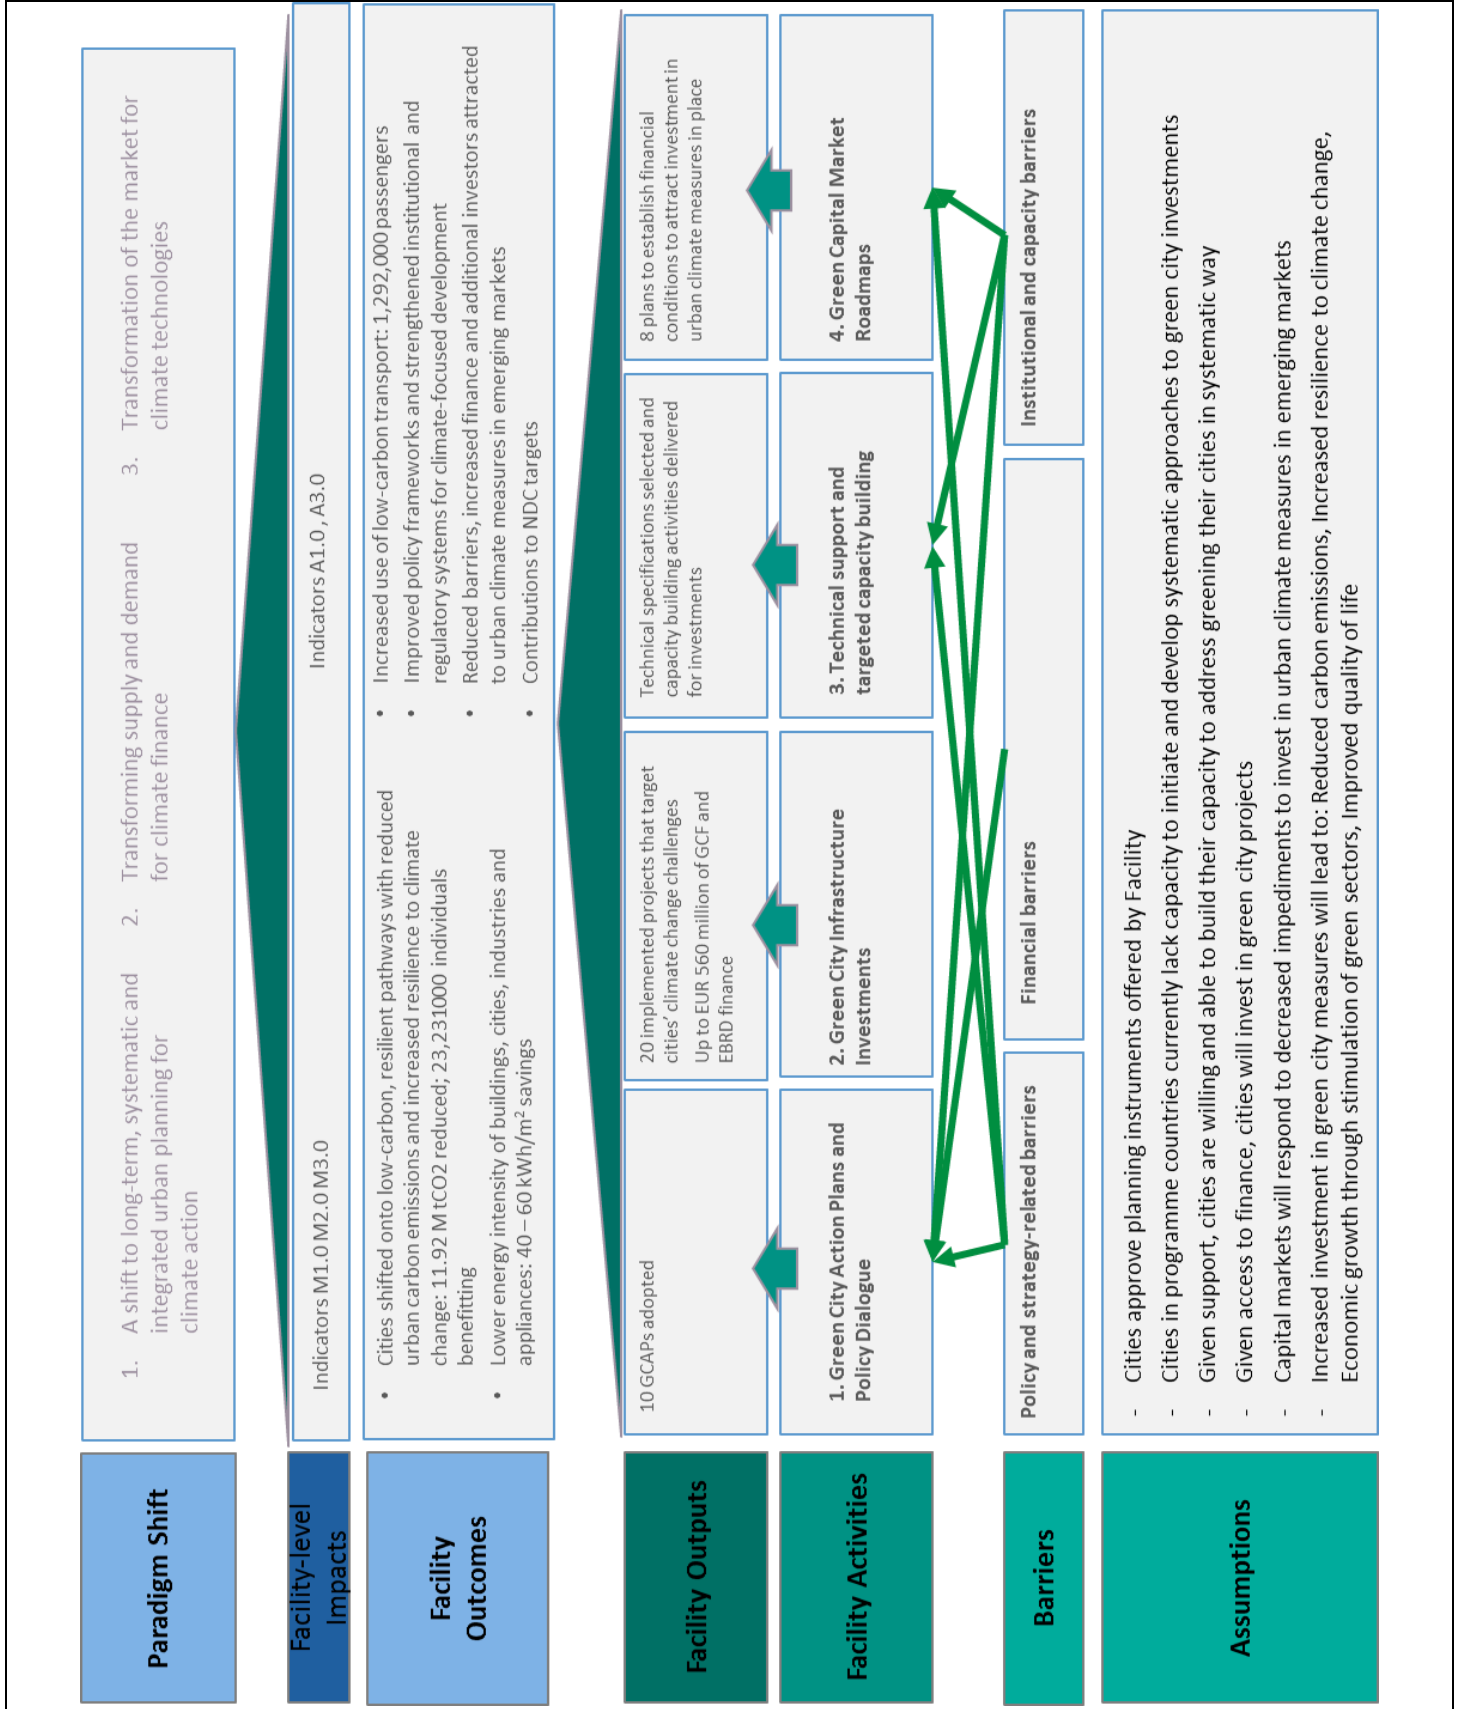 Paradigm Shift
1. A shift to long-term, systematic and
integrated urban planning for
climate action
2. Transforming supply and demand
for climate finance
3. Transformation of the market for
climate technologies
Facility-level
Impacts
Indicators M1.0 M2.0 M3.0
Indicators A1.0 , A3.0
Facility
Outcomes
• Cities shifted onto low-carbon, resilient pathways with reduced
urban carbon emissions and increased resilience to climate
change: 11.92 M tCO2 reduced; 23,231000 individuals
benefitting
• Lower energy intensity of buildings, cities, industries and
appliances: 40 – 60 kWh/m² savings
• Increased use of low-carbon transport: 1,292,000 passengers
• Improved policy frameworks and strengthened institutional and
regulatory systems for climate-focused development
• Reduced barriers, increased finance and additional investors attracted
to urban climate measures in emerging markets
• Contributions to NDC targets
Facility Outputs
10 GCAPs adopted
20 implemented projects that target
cities' climate change challenges
Up to EUR 560 million of GCF and
EBRD finance
Technical specifications selected and
capacity building activities delivered
for investments
8 plans to establish financial
conditions to attract investment in
urban climate measures in place
Facility Activities
1. Green City Action Plans and
Policy Dialogue
2. Green City Infrastructure
Investments
3. Technical support and
targeted capacity building
4. Green Capital Market
Roadmaps
Barriers
Policy and strategy-related barriers
Financial barriers
Institutional and capacity barriers
Assumptions
- Cities approve planning instruments offered by Facility
- Cities in programme countries currently lack capacity to initiate and develop systematic approaches to green city investments
- Given support, cities are willing and able to build their capacity to address greening their cities in systematic way
- Given access to finance, cities will invest in green city projects
- Capital markets will respond to decreased impediments to invest in urban climate measures in emerging markets
- Increased investment in green city measures will lead to: Reduced carbon emissions, Increased resilience to climate change,
Economic growth through stimulation of green sectors, Improved quality of life